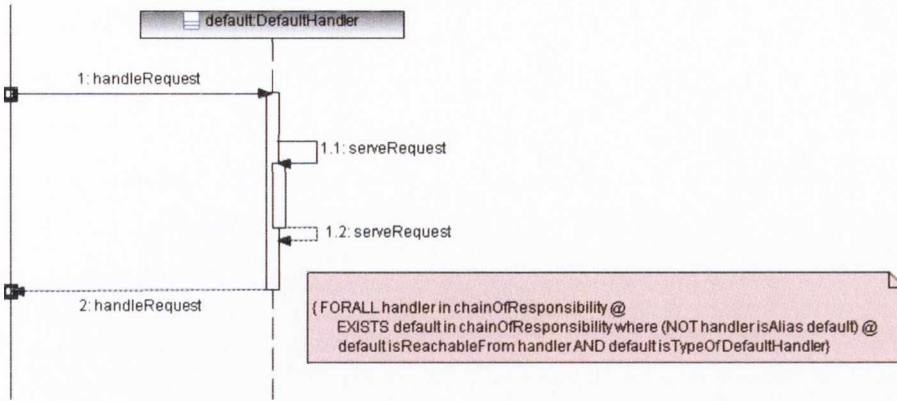 default:DefaultHandler
1: handleRequest
1.1: serveRequest
1.2: serveRequest
2: handleRequest
{ FORALL handler in chainOfResponsibility @
EXISTS default in chainOfResponsibility where (NOT handler isAlias default) @
default isReachableFrom handler AND default isTypeOf DefaultHandler}